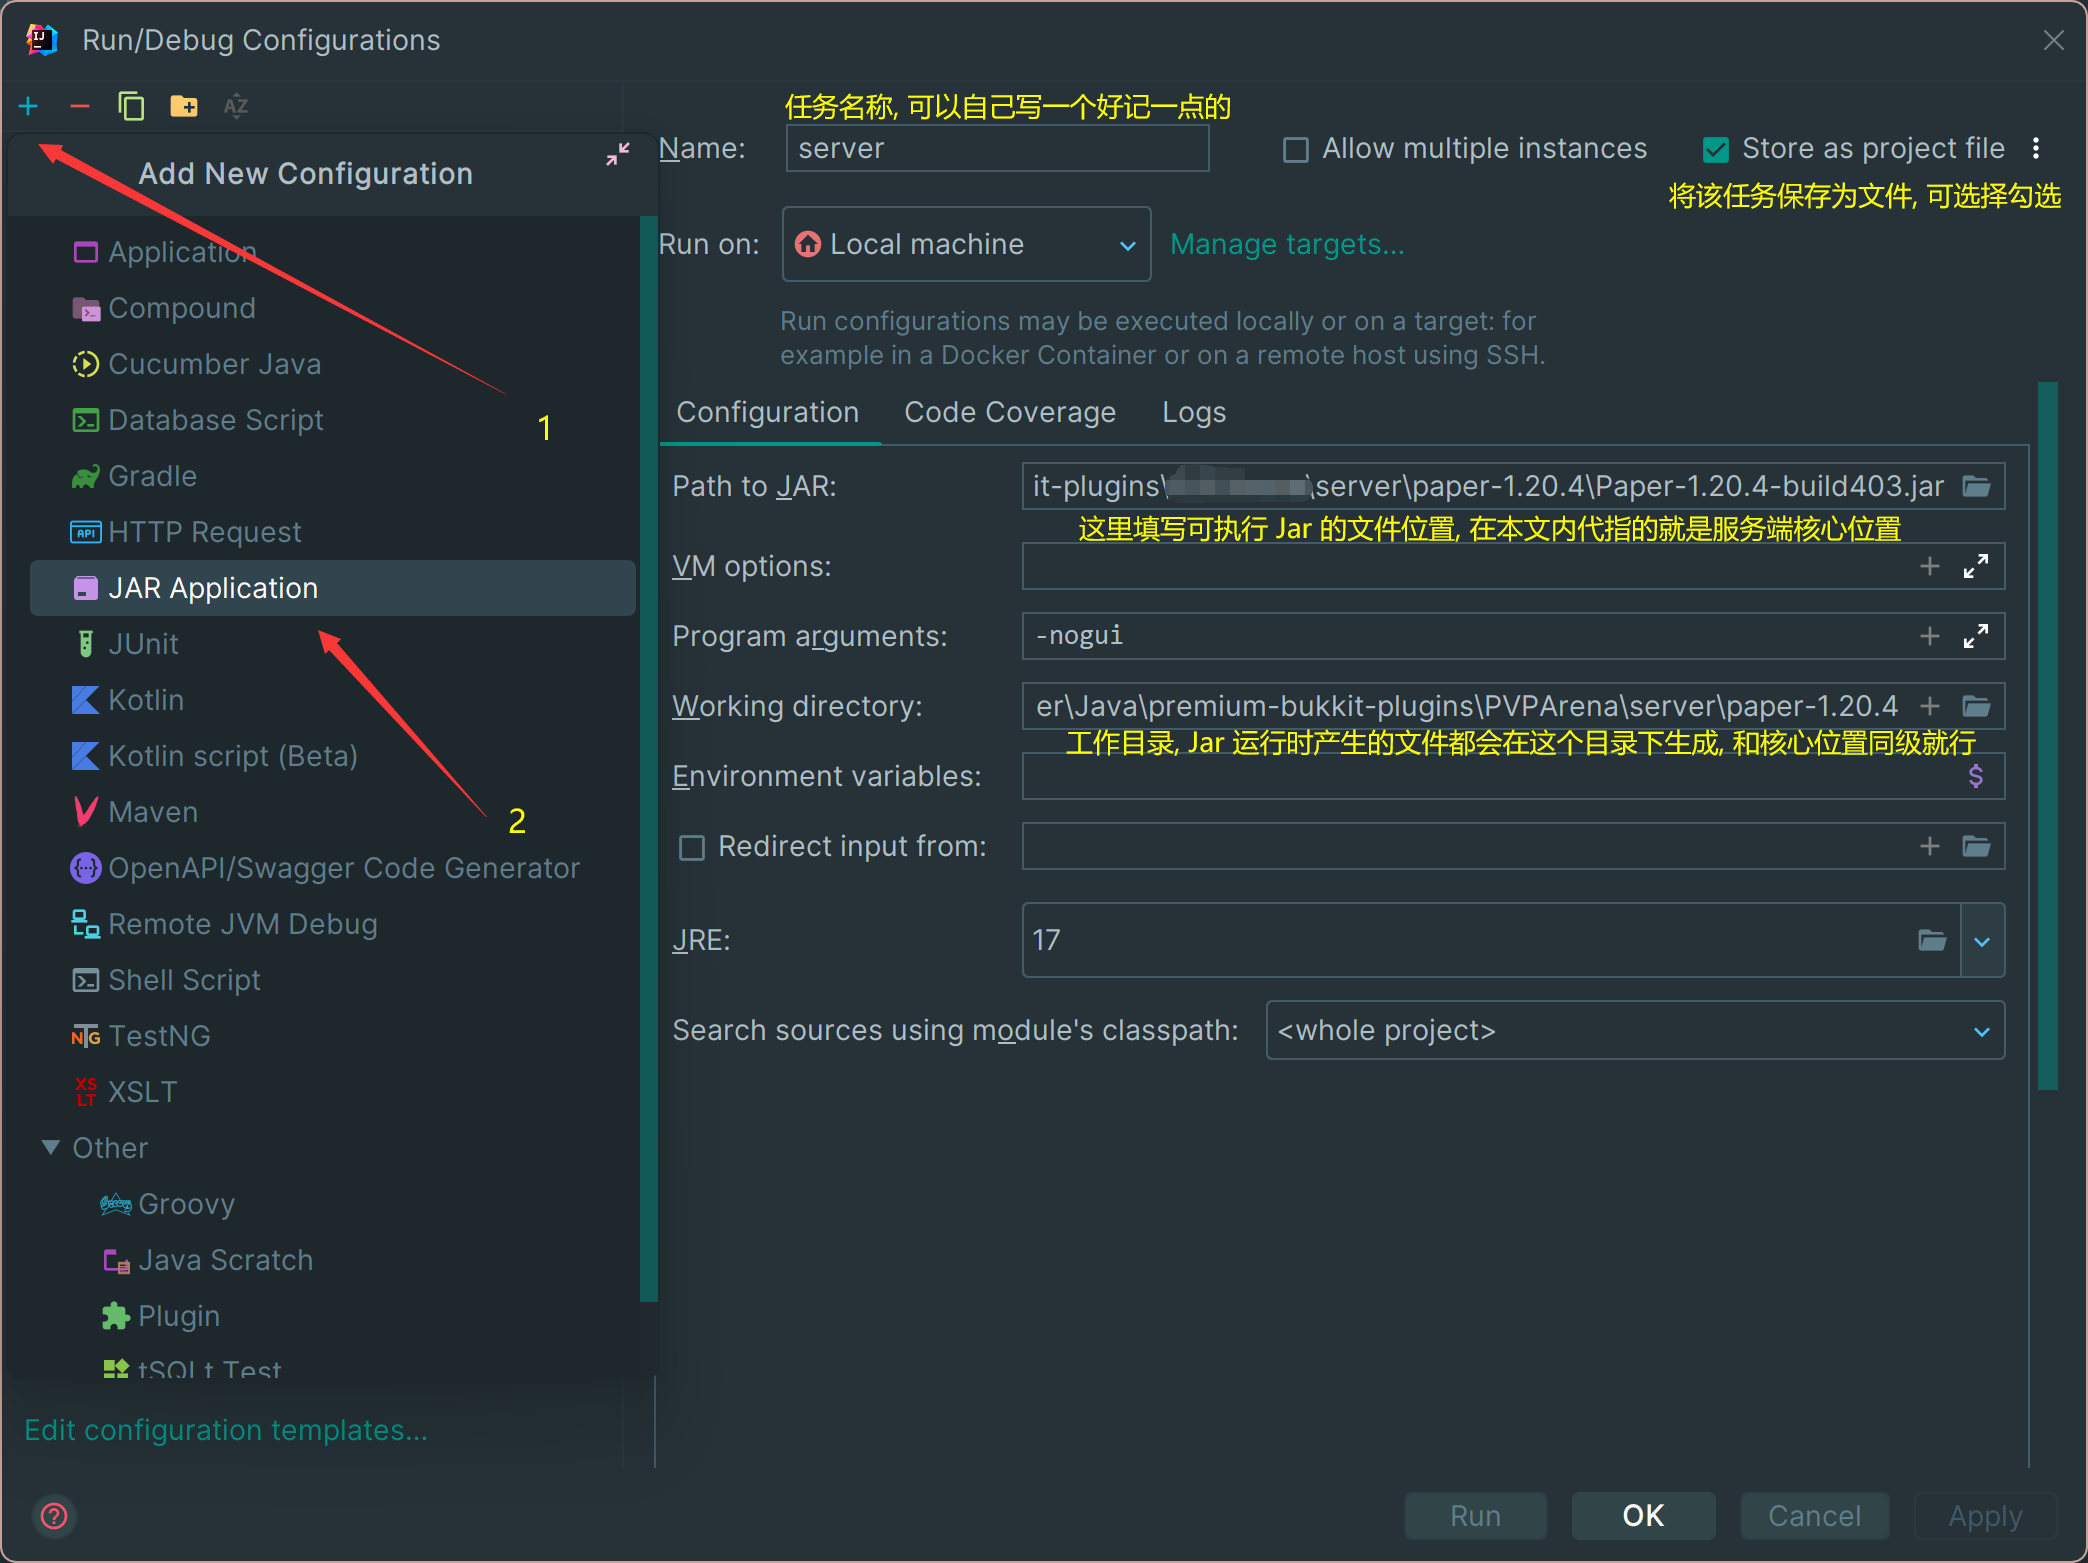 Run/Debug Configurations
Add New Configuration
Application
Compound
Cucumber Java
Database Script
Gradle
HTTP Request
JAR Application
JUnit
Kotlin
Kotlin script (Beta)
Maven
OpenAPI/Swagger Code Generator
Remote JVM Debug
Shell Script
TestNG
XSLT
Other
Groovy
Java Scratch
Plugin
tSQLt Test
Edit configuration templates...
1
2
任务名称, 可以自己写一个好记一点的
Name: server Allow multiple instances Store as project file
将该任务保存为文件, 可选择勾选
Run on: Local machine Manage targets...
Run configurations may be executed locally or on a target: for
example in a Docker Container or on a remote host using SSH.
Configuration Code Coverage Logs
Path to JAR: it-plugins\ \server\paper-1.20.4\Paper-1.20.4-build403.jar
这里填写可执行 Jar 的文件位置, 在本文内代指的就是服务端核心位置
VM options:
Program arguments: -nogui
Working directory: er\Java\premium-bukkit-plugins\PVPArena\server\paper-1.20.4
工作目录, Jar 运行时产生的文件都会在这个目录下生成, 和核心位置同级就行
Environment variables: $
Redirect input from:
JRE: 17
Search sources using module's classpath: <whole project>
Run OK Cancel Apply